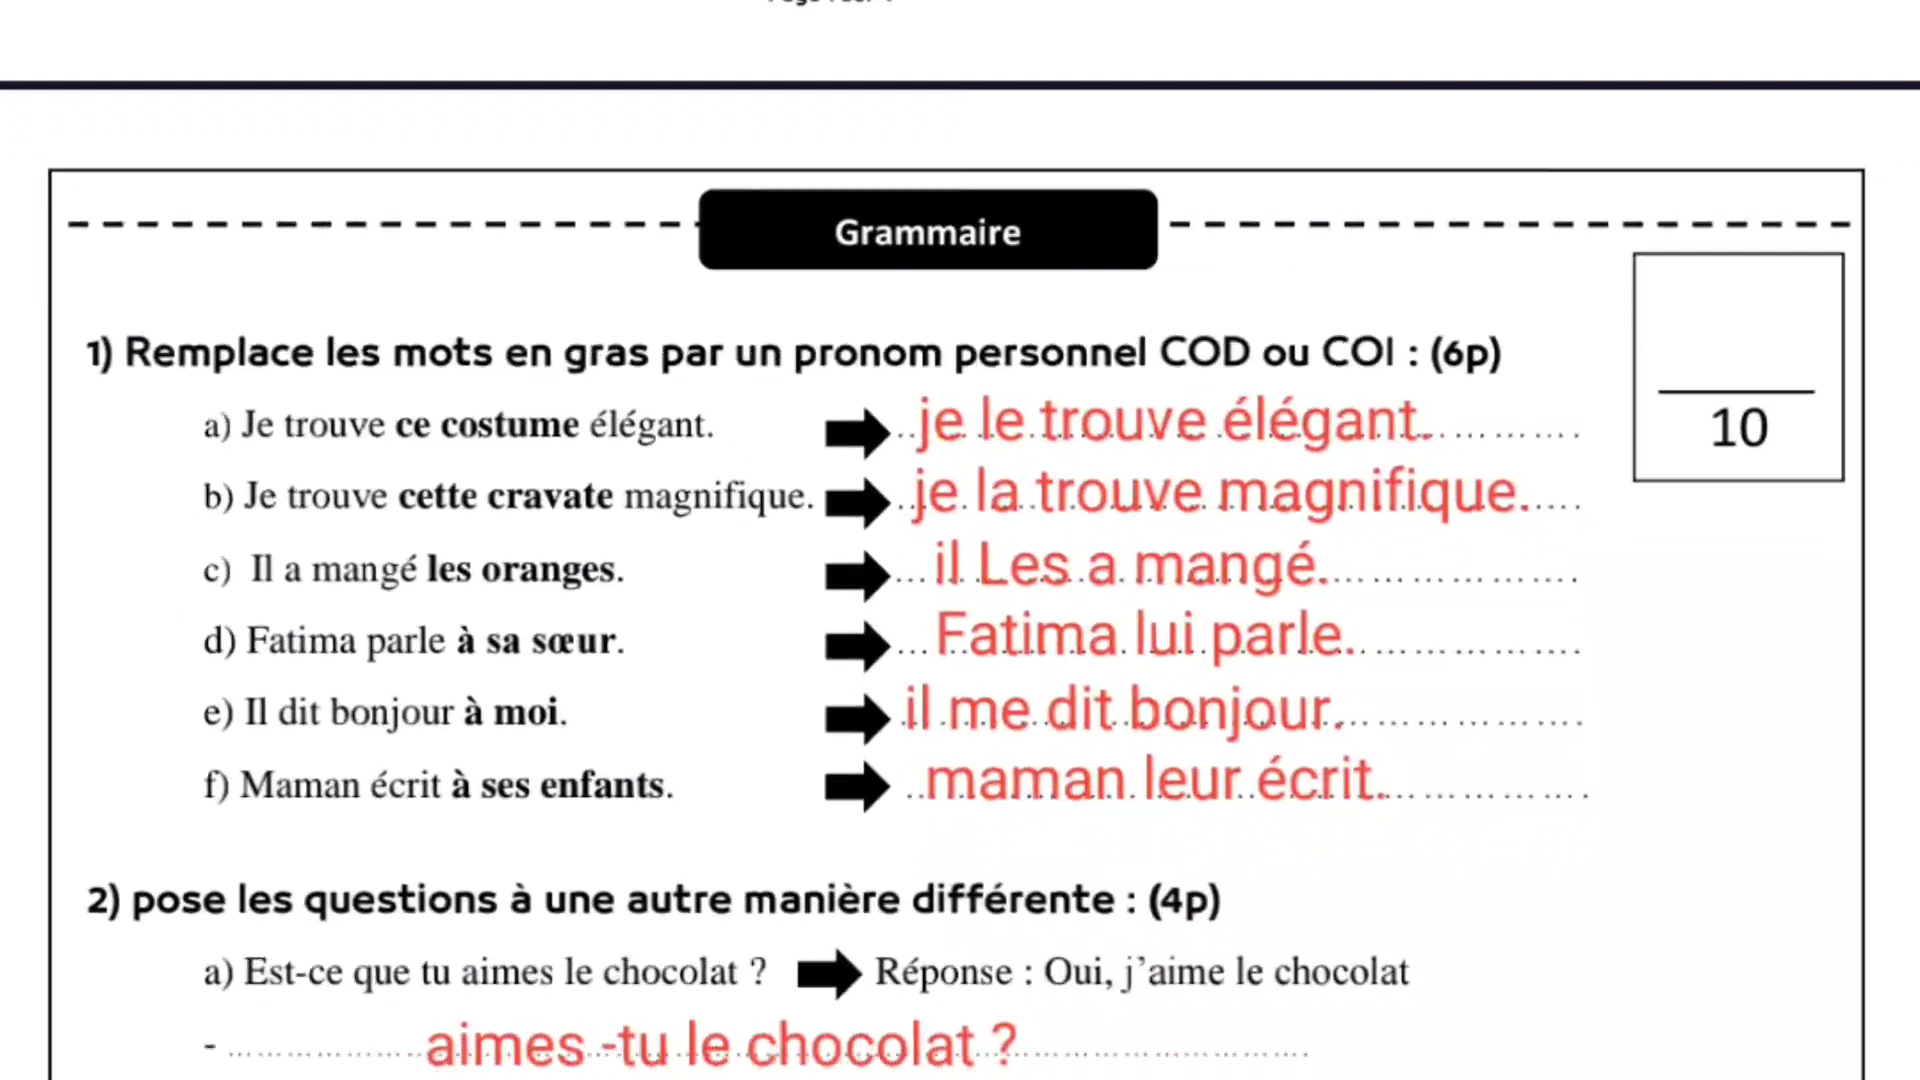 Grammaire
1) Remplace les mots en gras par un pronom personnel COD ou COI : (6p)
a) Je trouve ce costume élégant. je le trouve élégant.
b) Je trouve cette cravate magnifique. je la trouve magnifique.
c) Il a mangé les oranges. il Les a mangé.
d) Fatima parle à sa sœur. Fatima lui parle.
e) Il dit bonjour à moi. il me dit bonjour.
f) Maman écrit à ses enfants. maman leur écrit.
10
2) pose les questions à une autre manière différente : (4p)
a) Est-ce que tu aimes le chocolat ? Réponse : Oui, j’aime le chocolat
- aimes -tu le chocolat ?